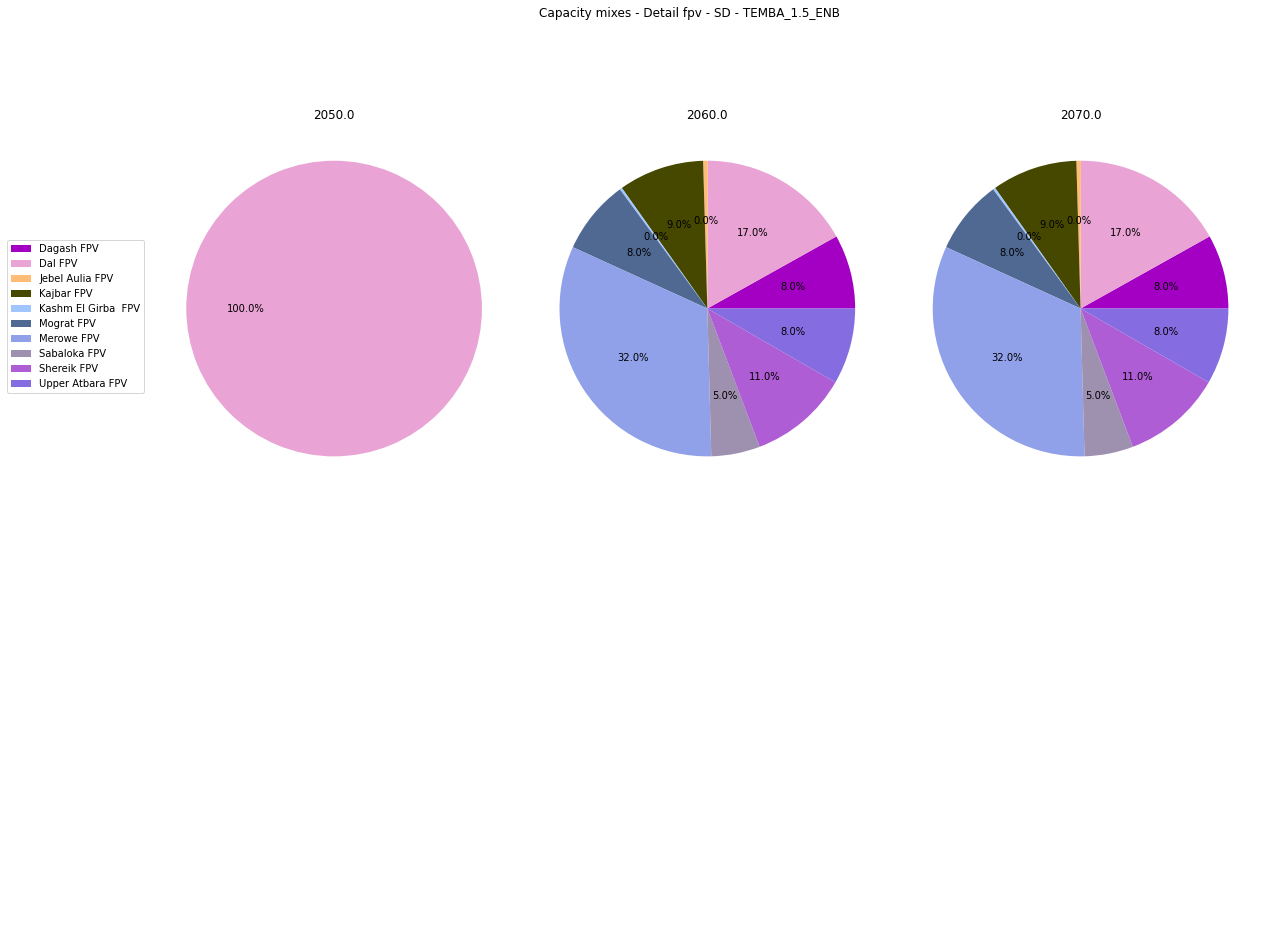 Capacity mixes - Detail fpv - SD - TEMBA_1.5_ENB
2050.0
2060.0
2070.0
Dagash FPV
Dal FPV
Jebel Aulia FPV
Kajbar FPV
Kashm El Girba  FPV
Mograt FPV
Merowe FPV
Sabaloka FPV
Shereik FPV
Upper Atbara FPV
100.0%
8.0%
17.0%
0.0%
9.0%
0.0%
8.0%
32.0%
5.0%
11.0%
8.0%
8.0%
17.0%
0.0%
9.0%
0.0%
8.0%
32.0%
5.0%
11.0%
8.0%